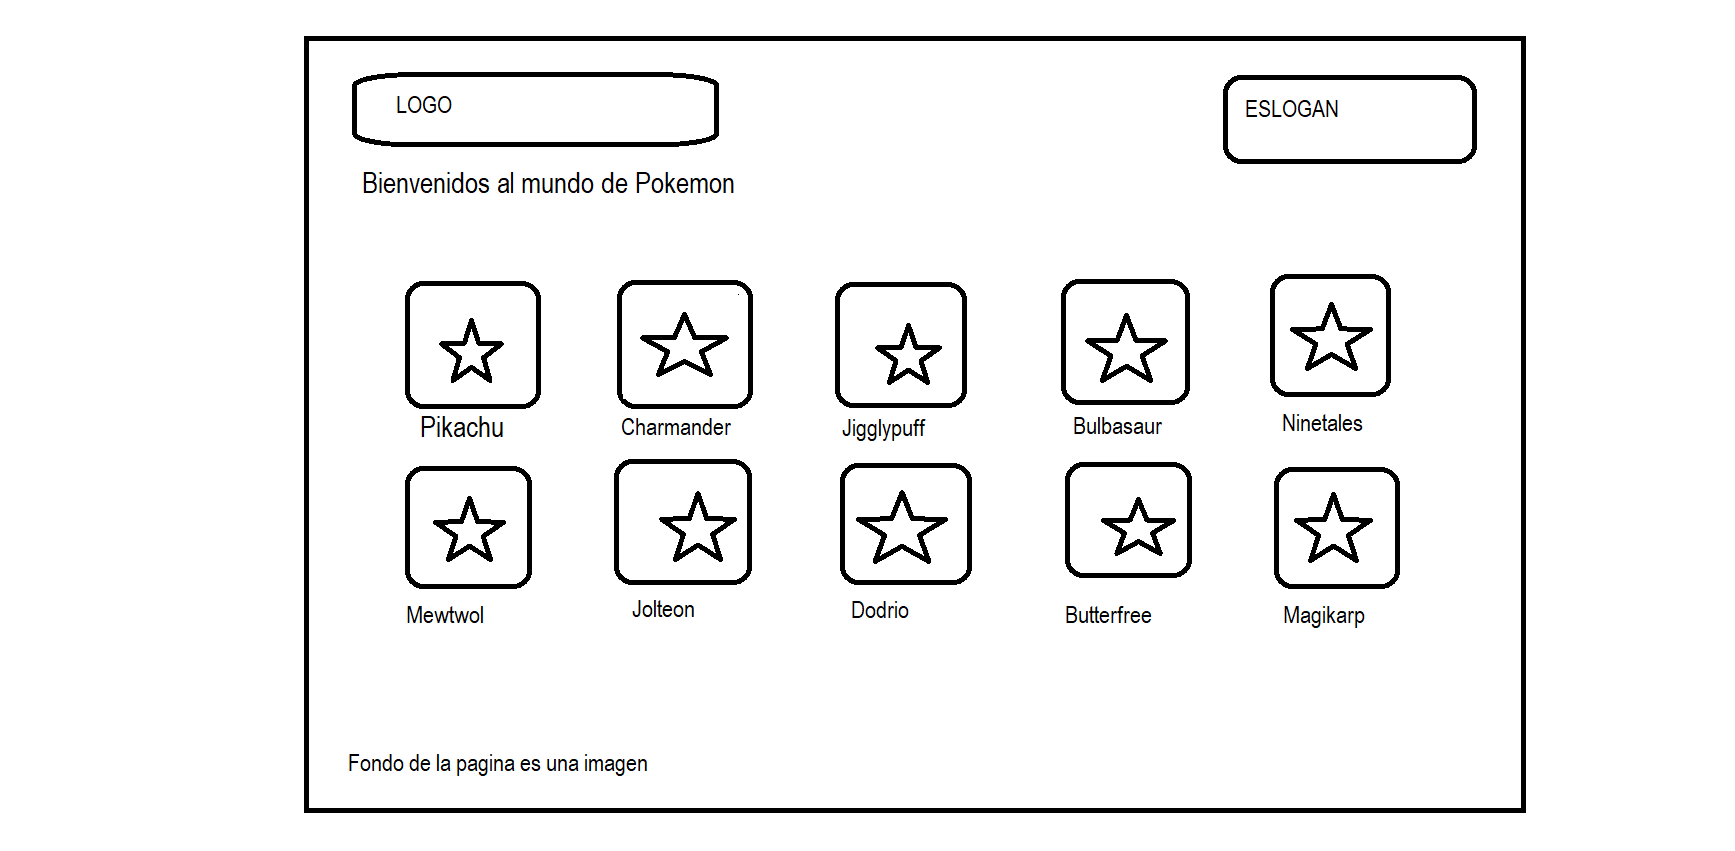 LOGO
ESLOGAN
Bienvenidos al mundo de Pokemon
Pikachu
Charmander
Jigglypuff
Bulbasaur
Ninetales
Mewtwol
Jolteon
Dodrio
Butterfree
Magikarp
Fondo de la pagina es una imagen